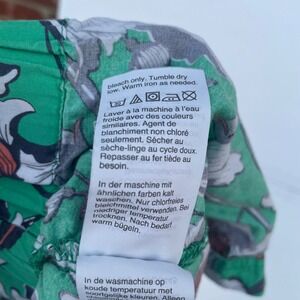 bleach only. Tumble dry
low. Warm iron as needed.
Laver à la machine à l'eau
froide avec des couleurs
similaires. Agent de
blanchiment non chloré
seulement. Sécher au
sèche-linge au cycle doux.
Repasser au fer tiède au
besoin.
In der maschine mit
ähnlichen farben kalt
waschen. Nur chlorfreies
bleichmittel verwenden. Bei
niedriger temperatur
trocknen. Nach bedarf
warm bügeln.
In de wasmachine op
koude temperatuur met
soortgelijke kleuren. Alleen